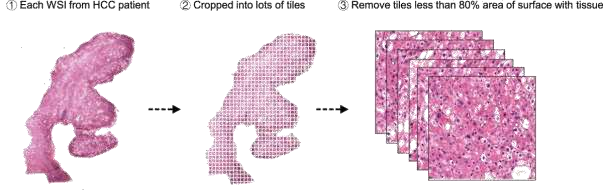 ① Each WSI from HCC patient
② Cropped into lots of tiles
③ Remove tiles less than 80% area of surface with tissue